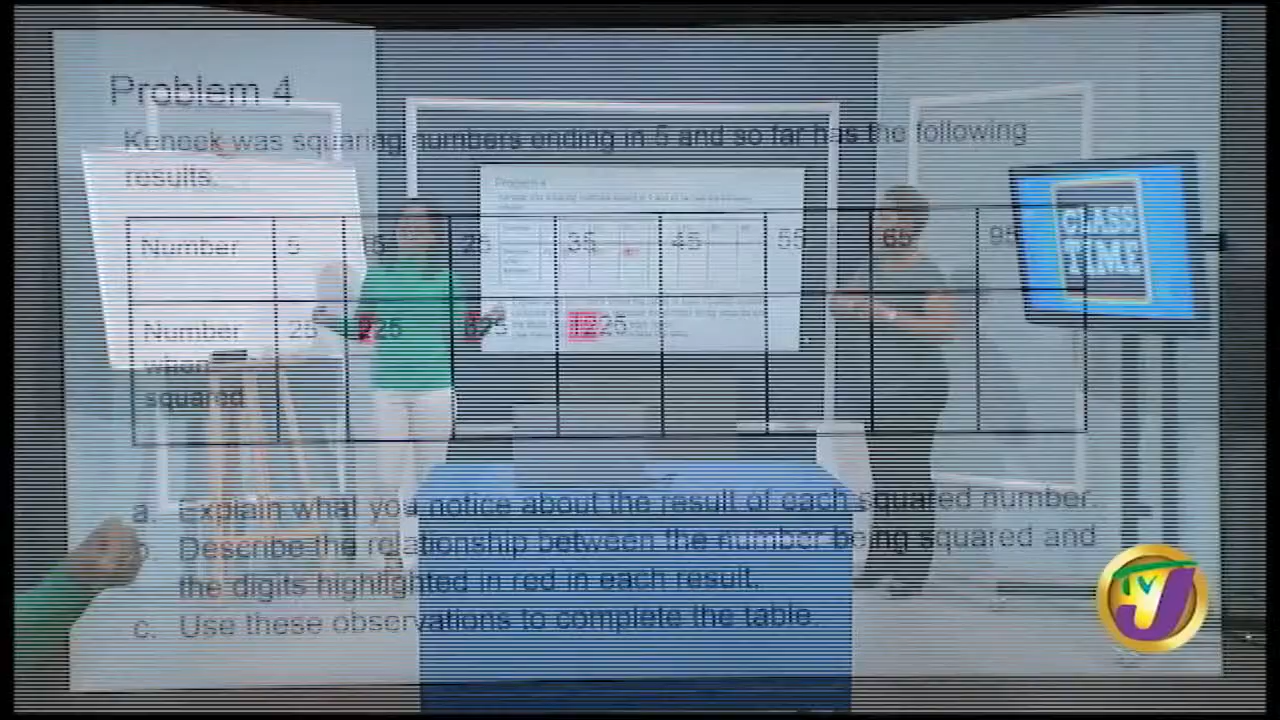 Problem 4
Keneek was squaring numbers ending in 5 and so far has the following
results.
Number 5 15 25 35 45 55 65 95
Number 25 225 625 1225
when
squared
a. Explain what you notice about the result of each squared number.
b. Describe the relationship between the number being squared and
the digits highlighted in red in each result.
c. Use these observations to complete the table.
CLASS
TIME
TVJ